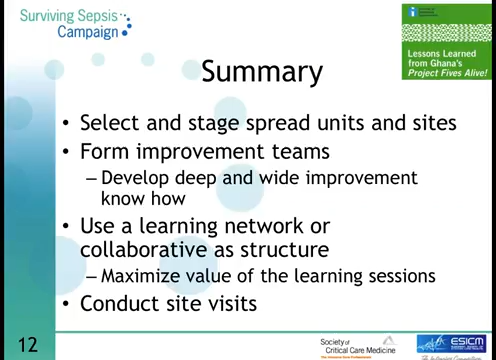 Surviving Sepsis
Campaign
Lessons Learned
from Ghana's
Project Fives Alive!
Summary
• Select and stage spread units and sites
• Form improvement teams
– Develop deep and wide improvement
know how
• Use a learning network or
collaborative as structure
– Maximize value of the learning sessions
• Conduct site visits
12
Society of
Critical Care Medicine
ESICM